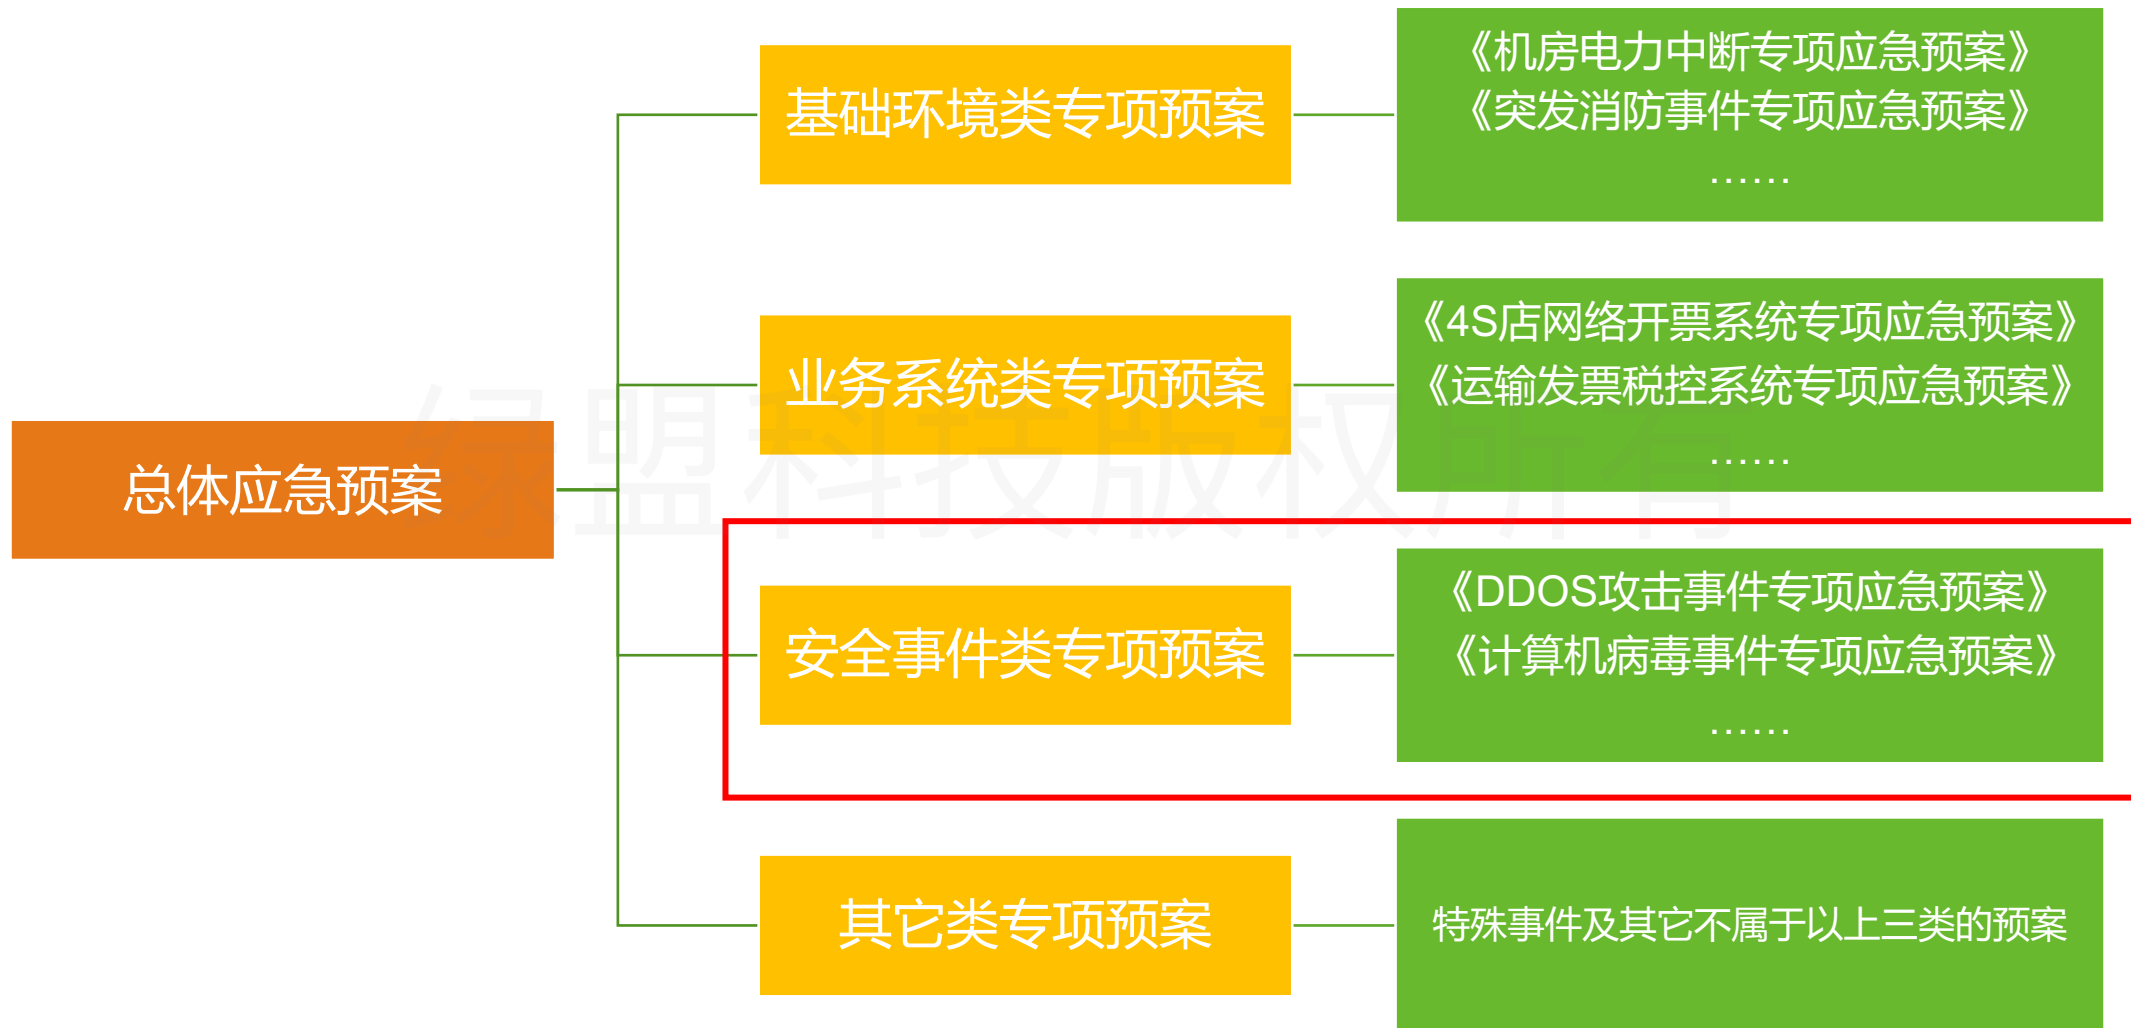 总体应急预案
基础环境类专项预案
《机房电力中断专项应急预案》
《突发消防事件专项应急预案》
……
业务系统类专项预案
《4S店网络开票系统专项应急预案》
《运输发票税控系统专项应急预案》
……
安全事件类专项预案
《DDOS攻击事件专项应急预案》
《计算机病毒事件专项应急预案》
……
其它类专项预案
特殊事件及其它不属于以上三类的预案
绿盟科技版权所有